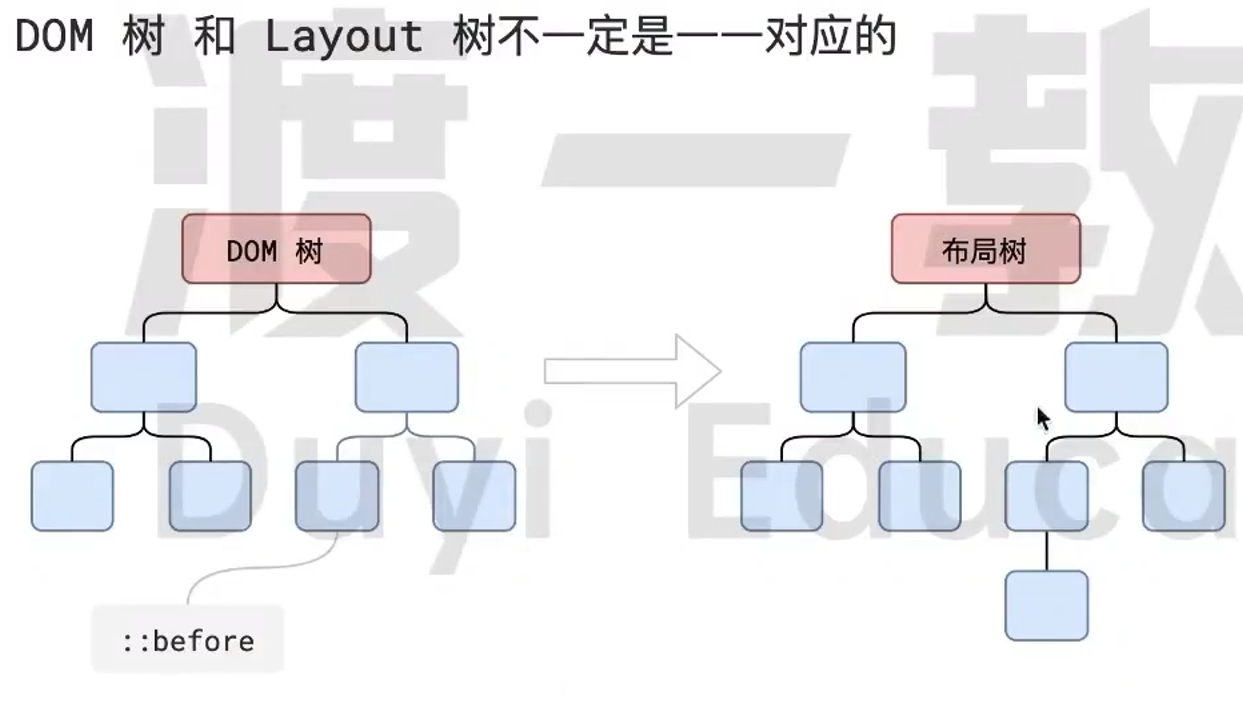 DOM 树 和 Layout 树不一定是一一对应的
渡一教
DOM 树
布局树
Duyi Educa
::before